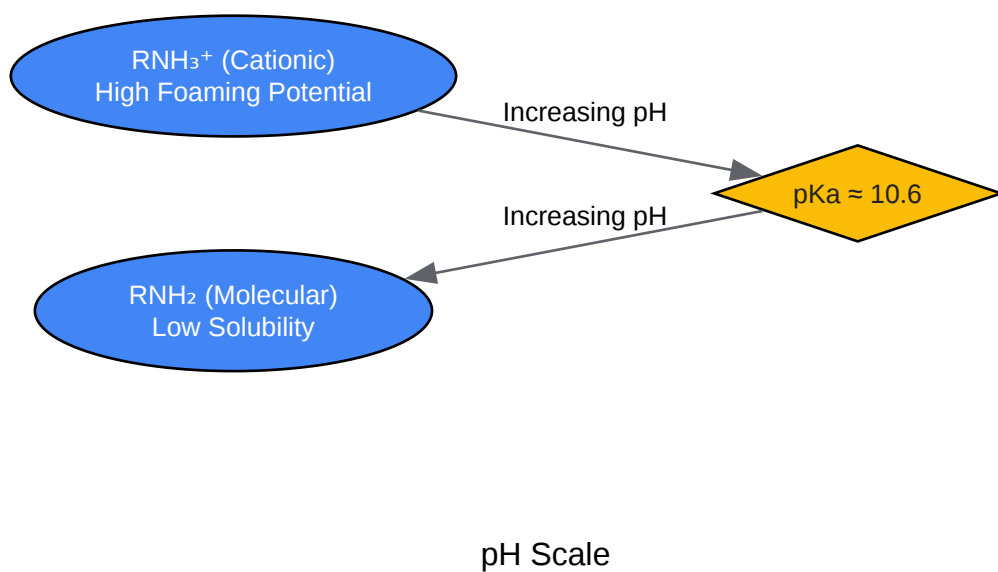 RNH₃⁺ (Cationic)
High Foaming Potential
Increasing pH
pKa ≈ 10.6
Increasing pH
RNH₂ (Molecular)
Low Solubility
pH Scale